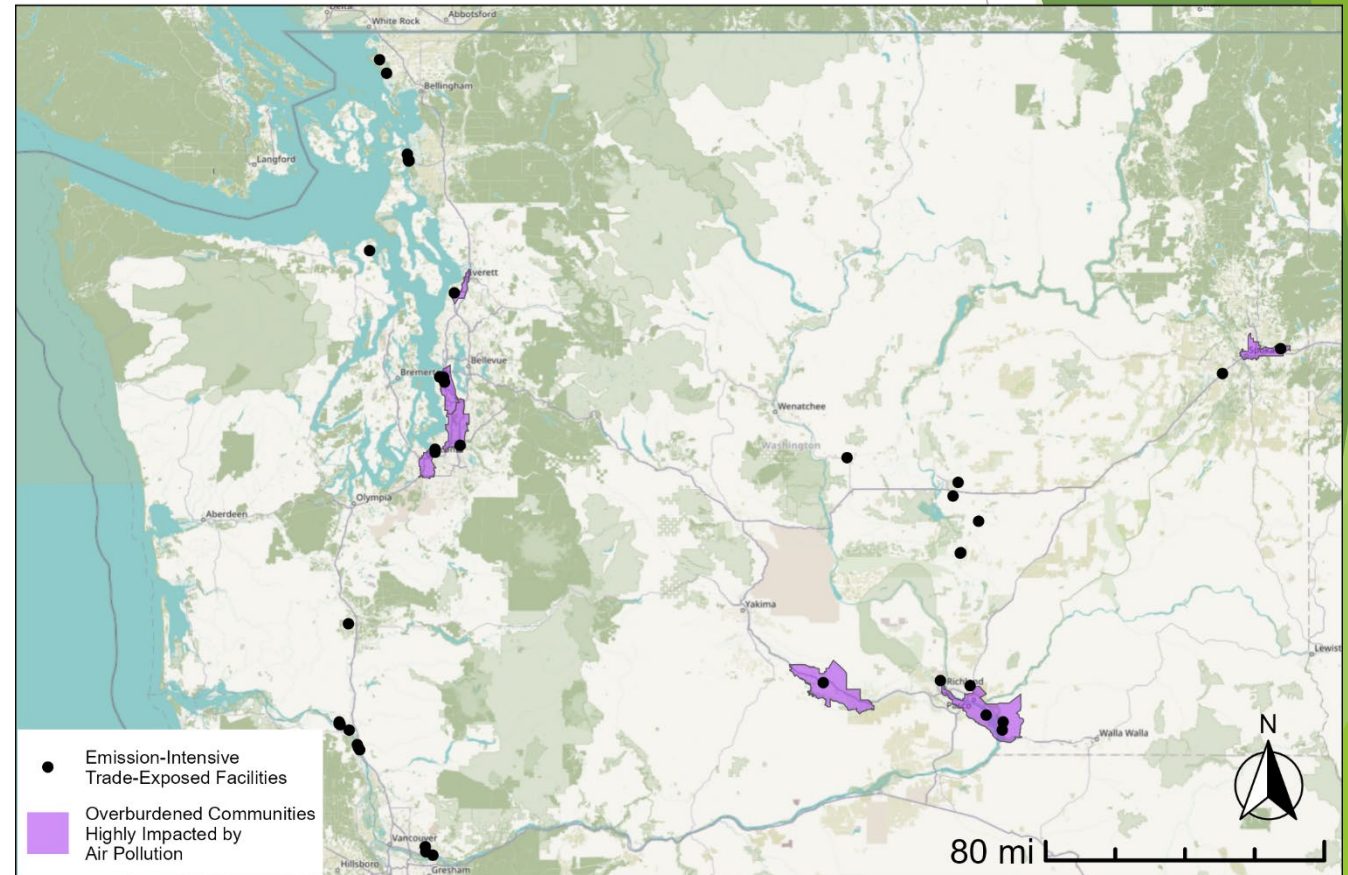 White Rock
Abbotsford
Bellingham
Langford
Everett
Bellevue
Bremerton
Wenatchee
Washington
Olympia
Aberdeen
Yakima
Lewist
Richland
Walla Walla
N
Emission-Intensive
Trade-Exposed Facilities
Overburdened Communities
Highly Impacted by
Air Pollution
Vancouver
80 mi
Hillsboro
Gresham